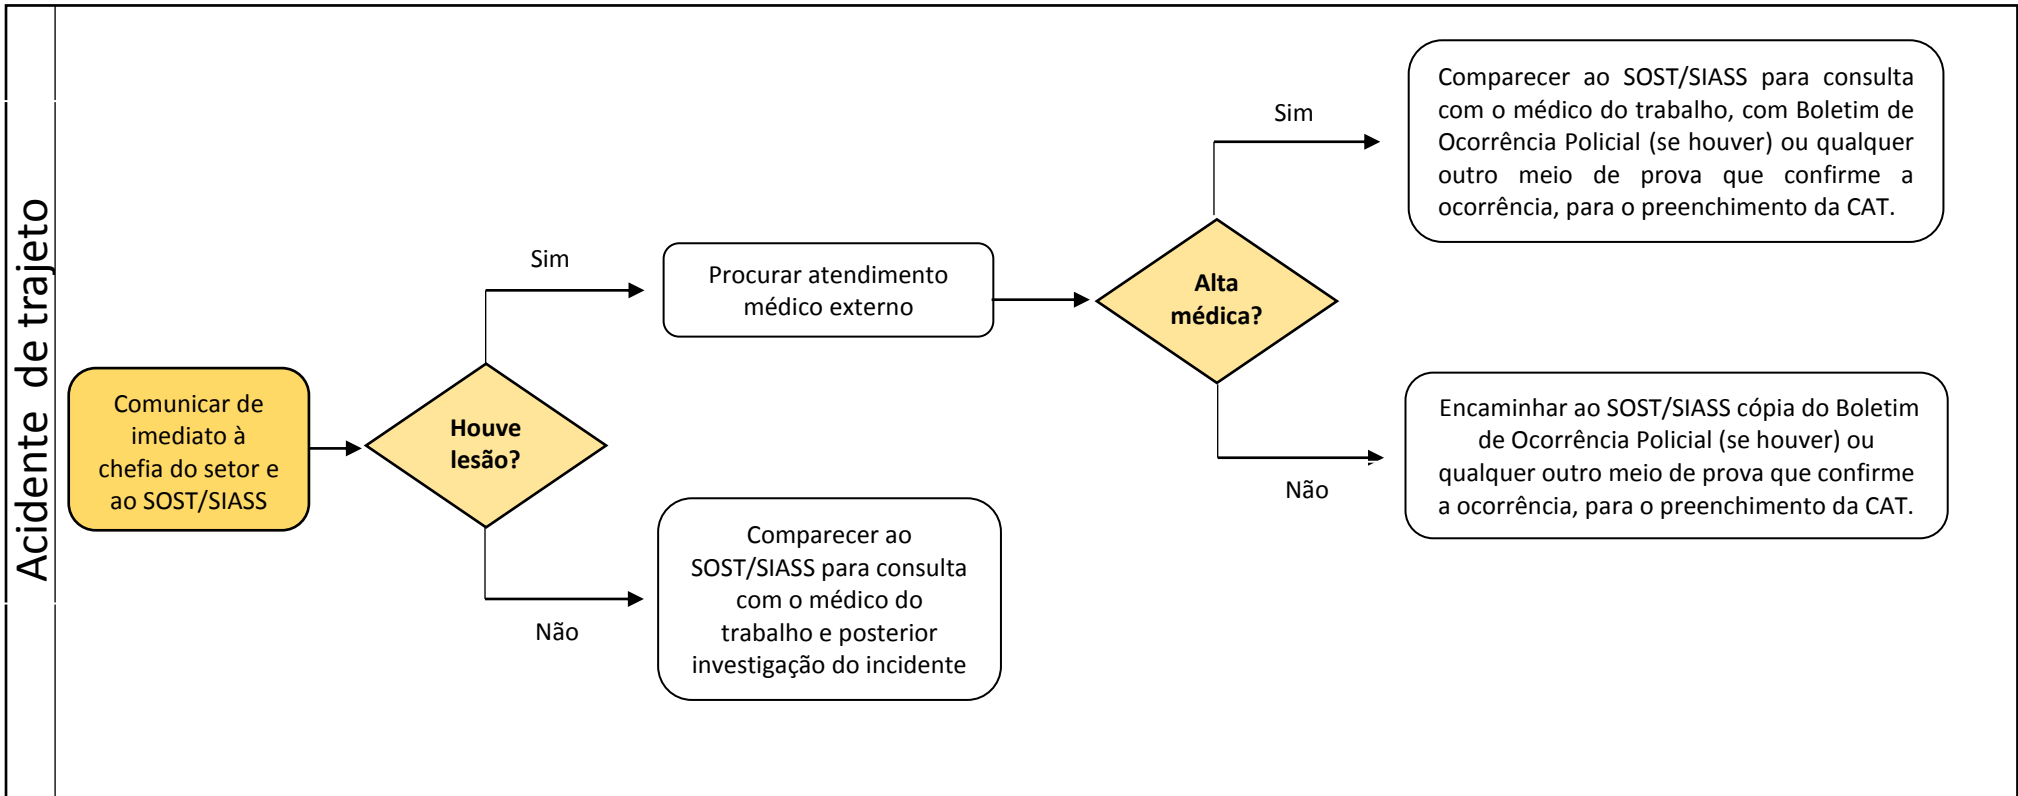 Acidente de trajeto
Comunicar de
imediato à
chefia do setor e
ao SOST/SIASS
Houve
lesão?
Sim
Procurar atendimento
médico externo
Não
Comparecer ao
SOST/SIASS para consulta
com o médico do
trabalho e posterior
investigação do incidente
Alta
médica?
Sim
Comparecer ao SOST/SIASS para consulta
com o médico do trabalho, com Boletim de
Ocorrência Policial (se houver) ou qualquer
outro meio de prova que confirme a
ocorrência, para o preenchimento da CAT.
Não
Encaminhar ao SOST/SIASS cópia do Boletim
de Ocorrência Policial (se houver) ou
qualquer outro meio de prova que confirme
a ocorrência, para o preenchimento da CAT.